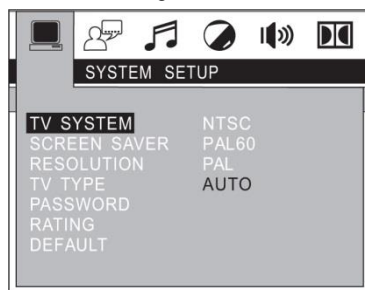 SYSTEM SETUP
TV SYSTEM NTSC
SCREEN SAVER PAL60
RESOLUTION PAL
TV TYPE AUTO
PASSWORD
RATING
DEFAULT